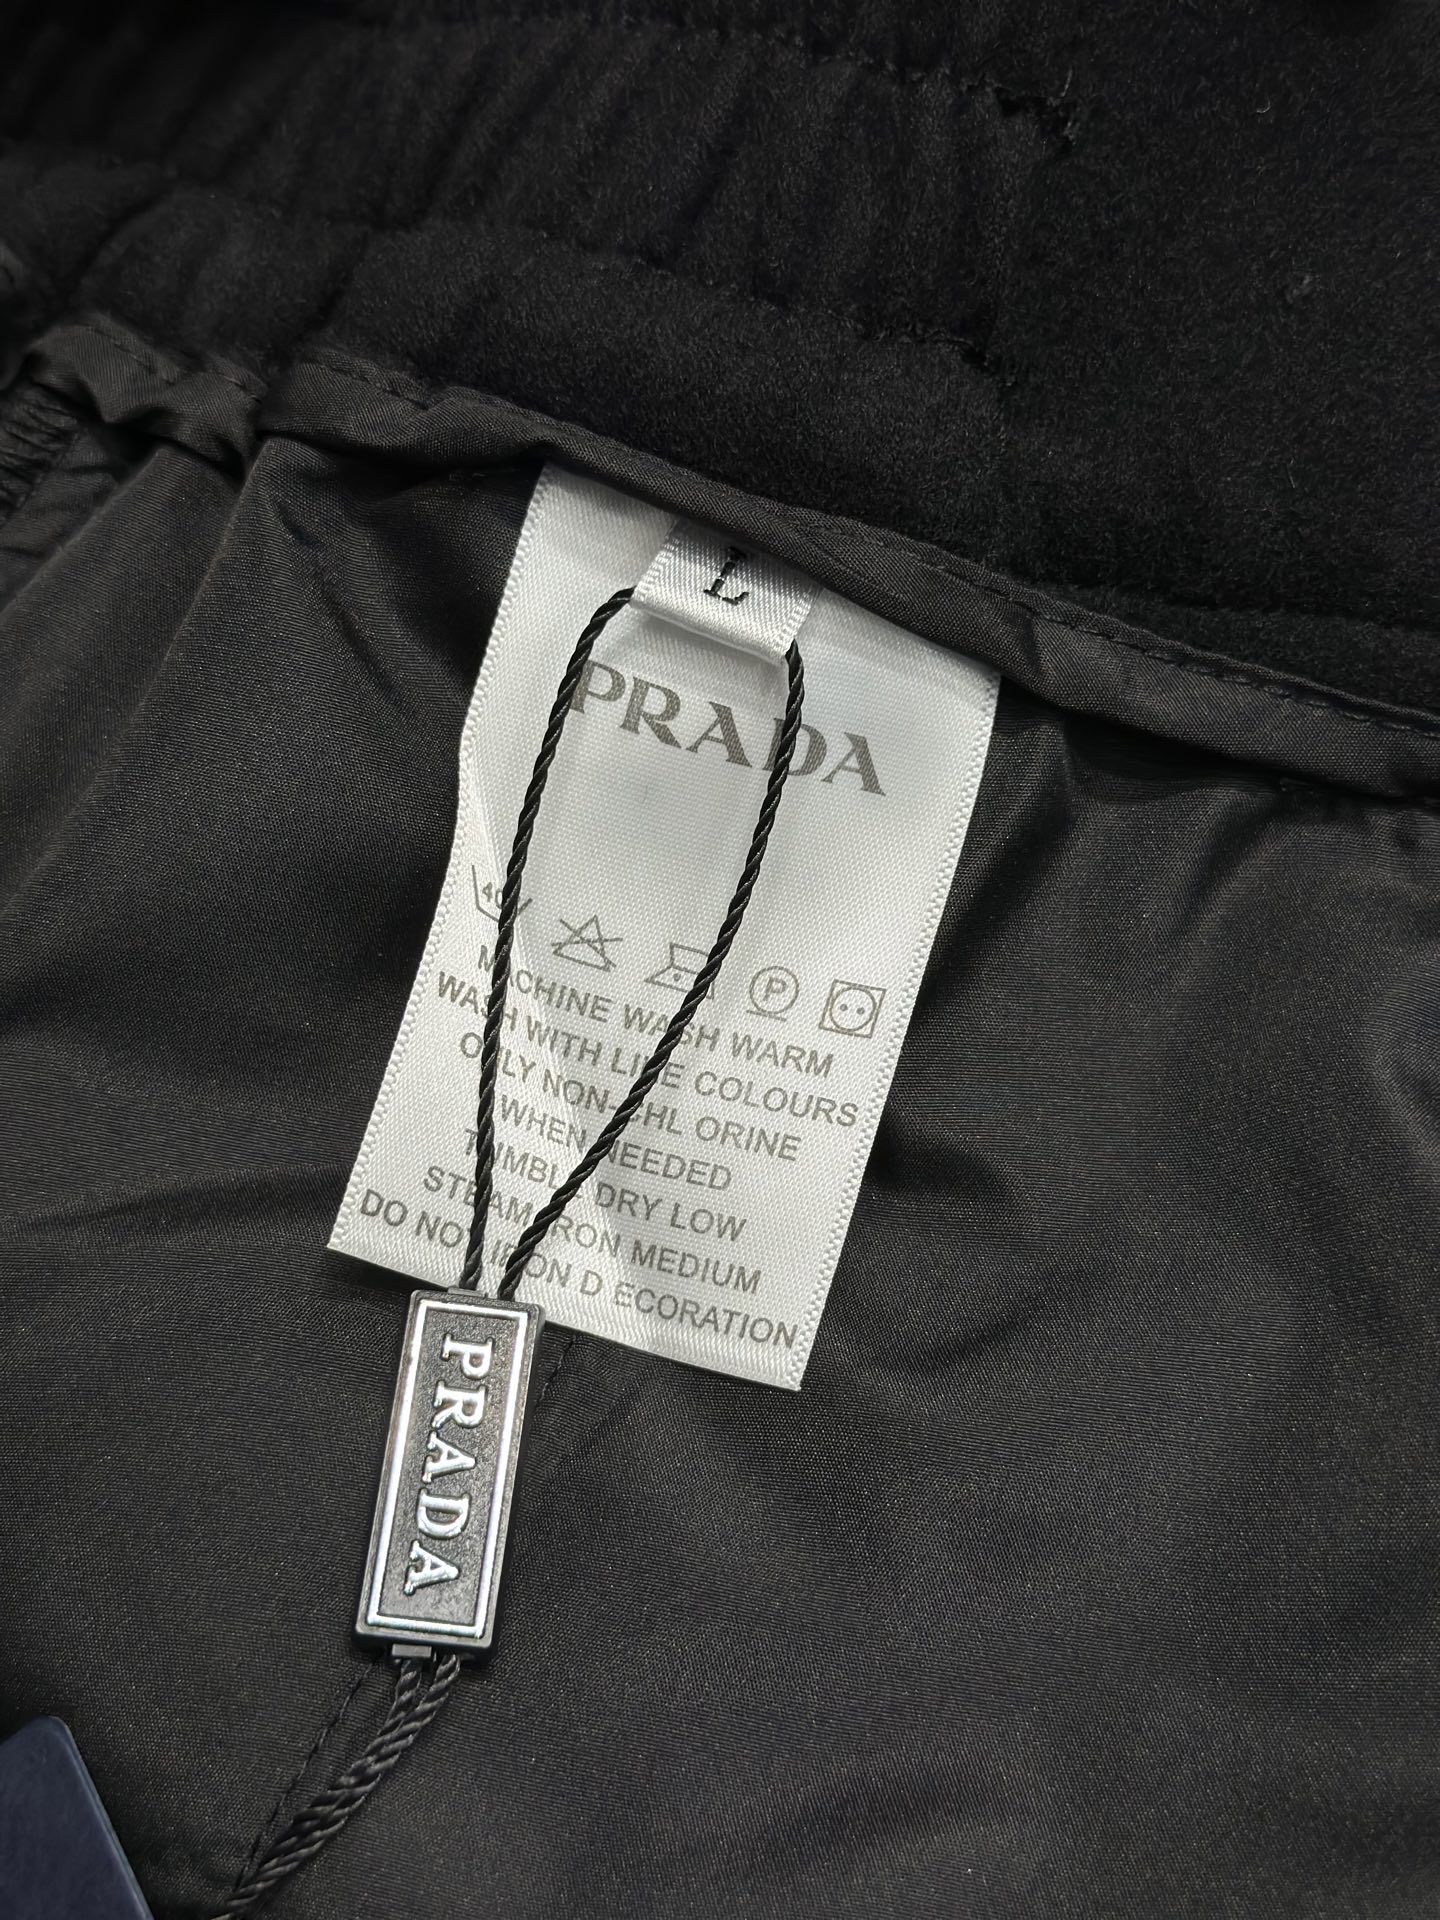 L
PRADA
40
P
MACHINE WASH WARM
WASH WITH LIKE COLOURS
ONLY NON-CHL ORINE
WHEN NEEDED
TUMBLE DRY LOW
STEAM IRON MEDIUM
DO NOT IRON D ECORATION
PRADA